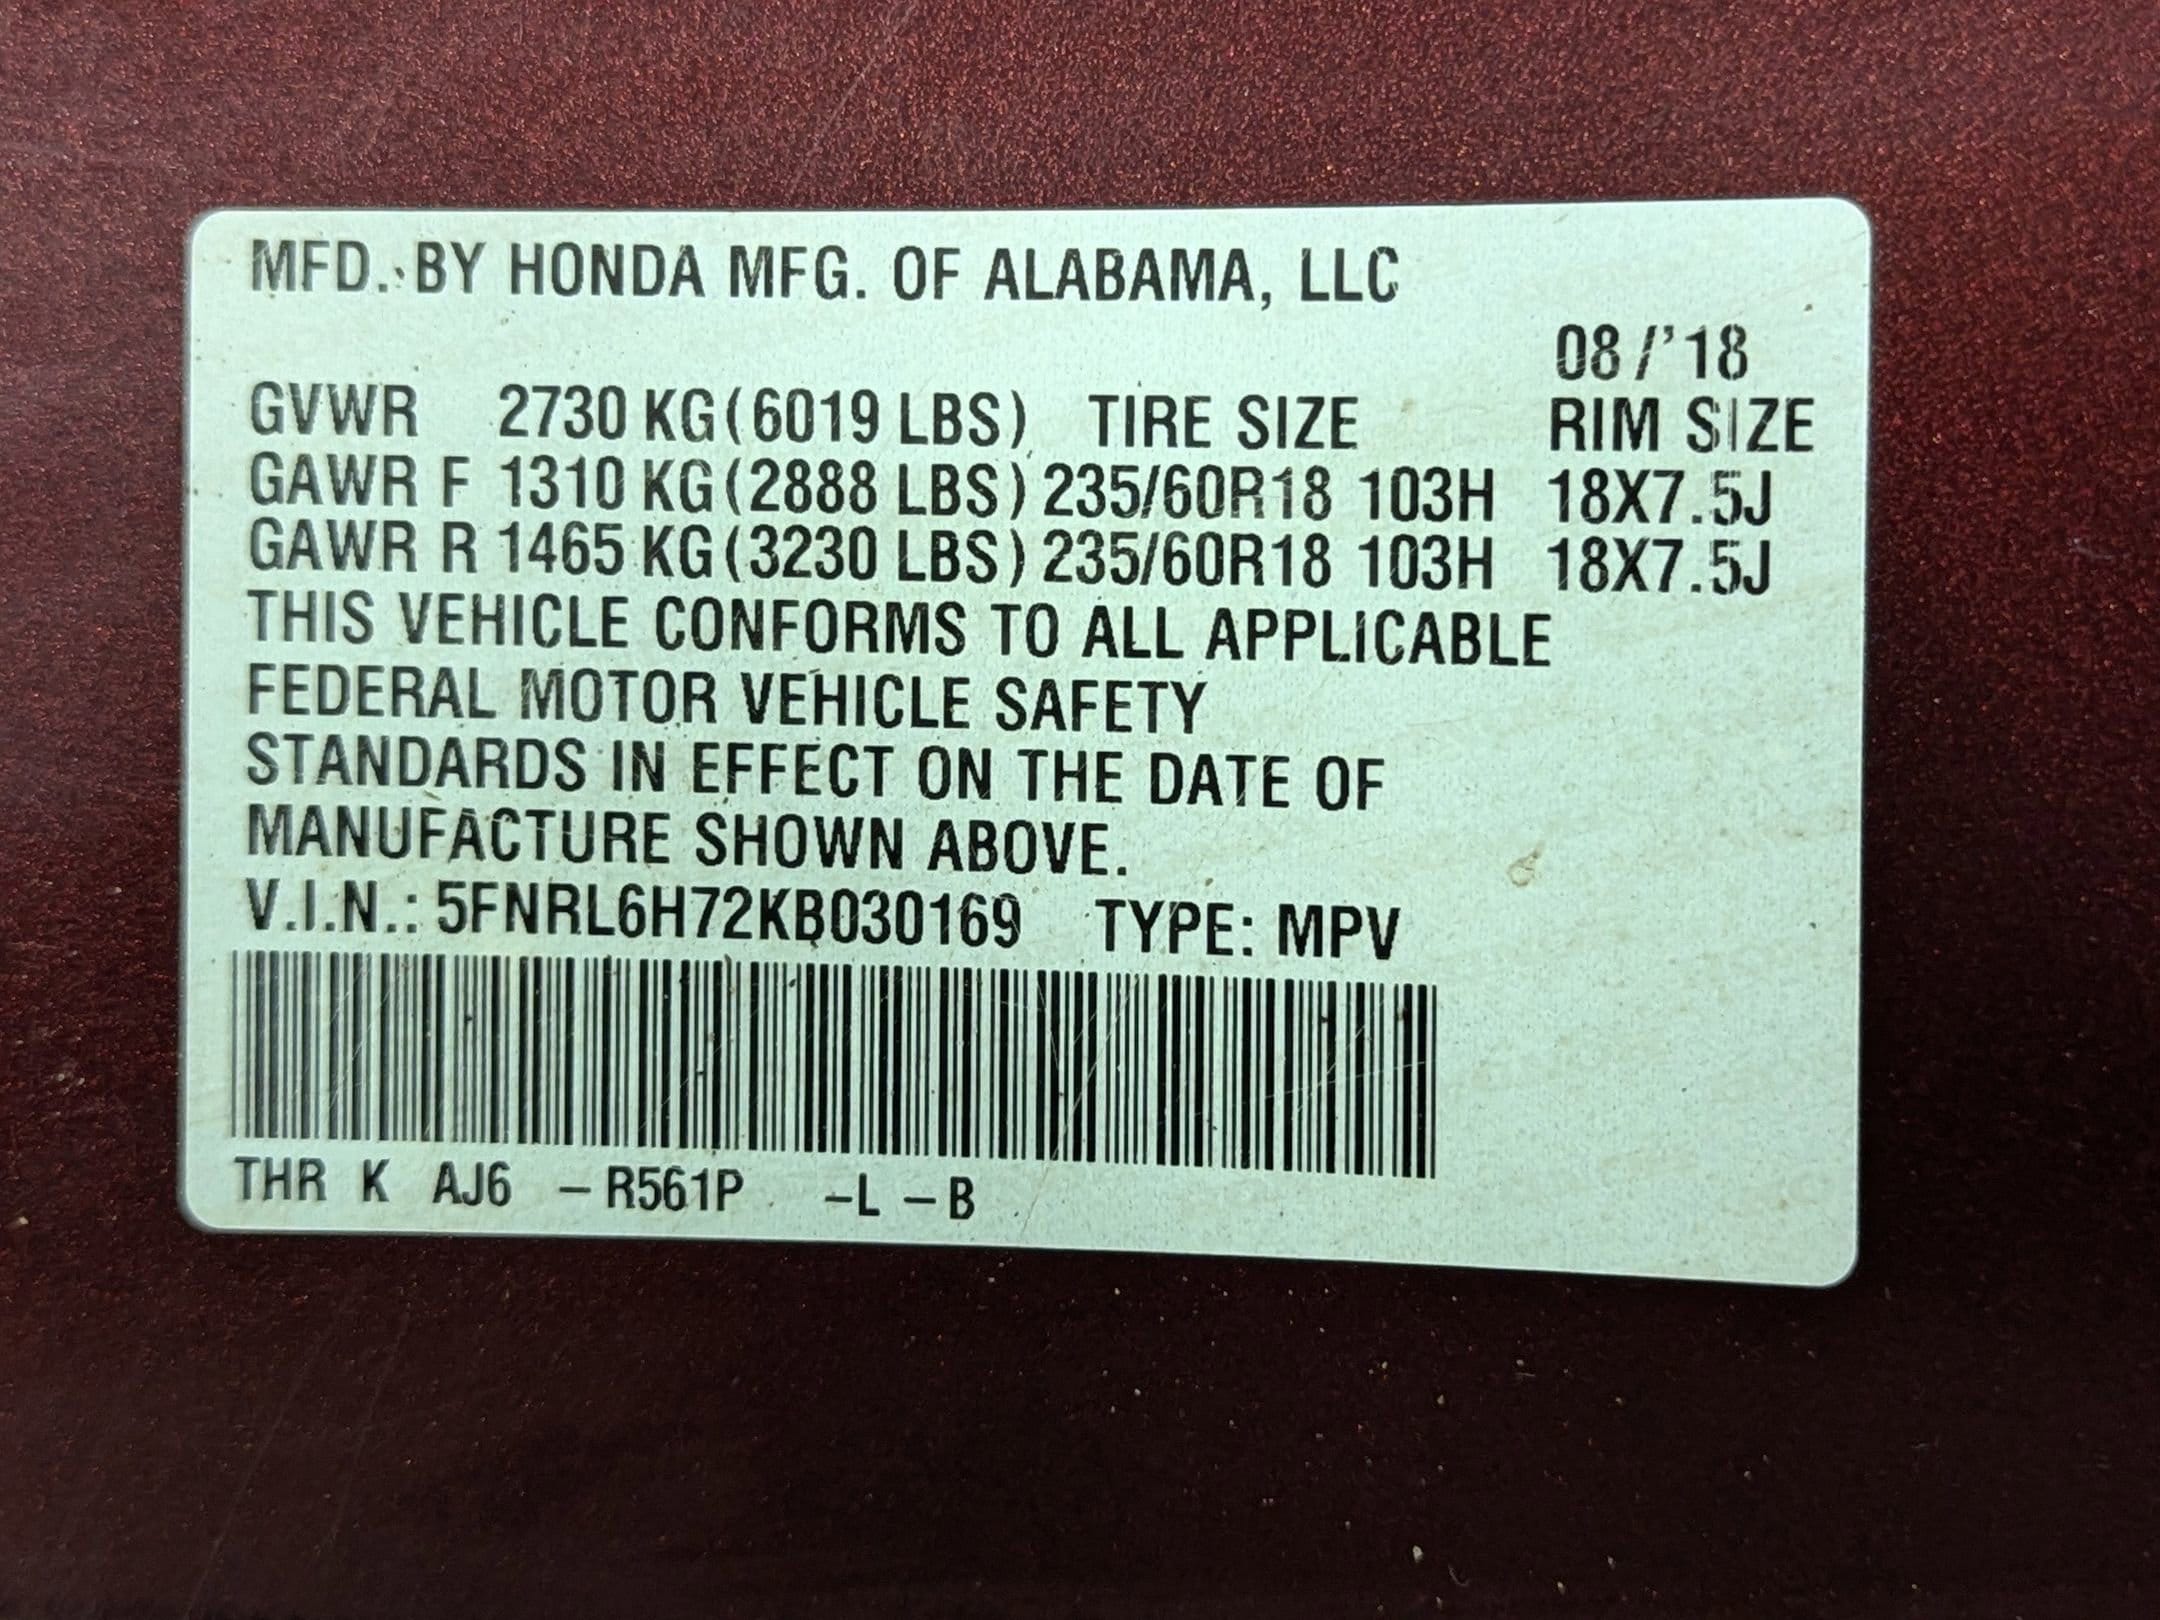 MFD. BY HONDA MFG. OF ALABAMA, LLC
08/'18
GVWR 2730 KG(6019 LBS) TIRE SIZE RIM SIZE
GAWR F 1310 KG(2888 LBS) 235/60R18 103H 18X7.5J
GAWR R 1465 KG(3230 LBS) 235/60R18 103H 18X7.5J
THIS VEHICLE CONFORMS TO ALL APPLICABLE
FEDERAL MOTOR VEHICLE SAFETY
STANDARDS IN EFFECT ON THE DATE OF
MANUFACTURE SHOWN ABOVE.
V.I.N.: 5FNRL6H72KB030169 TYPE: MPV
THR K AJ6 –R561P –L –B